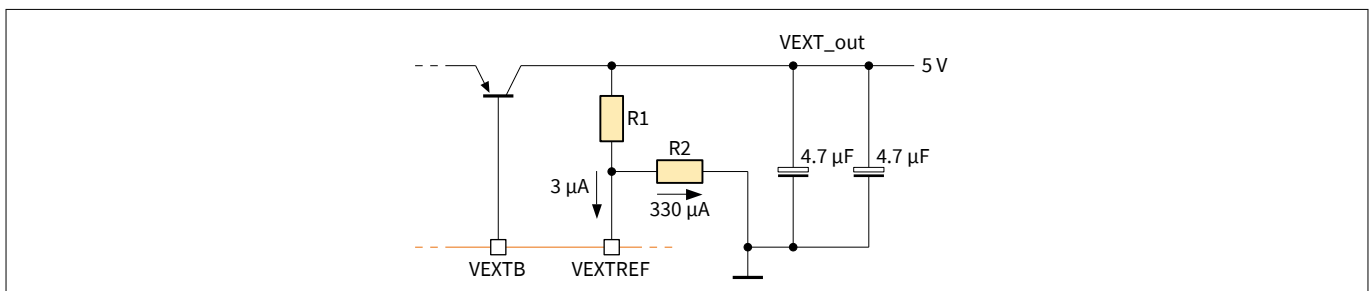 VEXT_out
5 V
R1
R2
4.7 µF
4.7 µF
3 µA
330 µA
VEXTB
VEXTREF